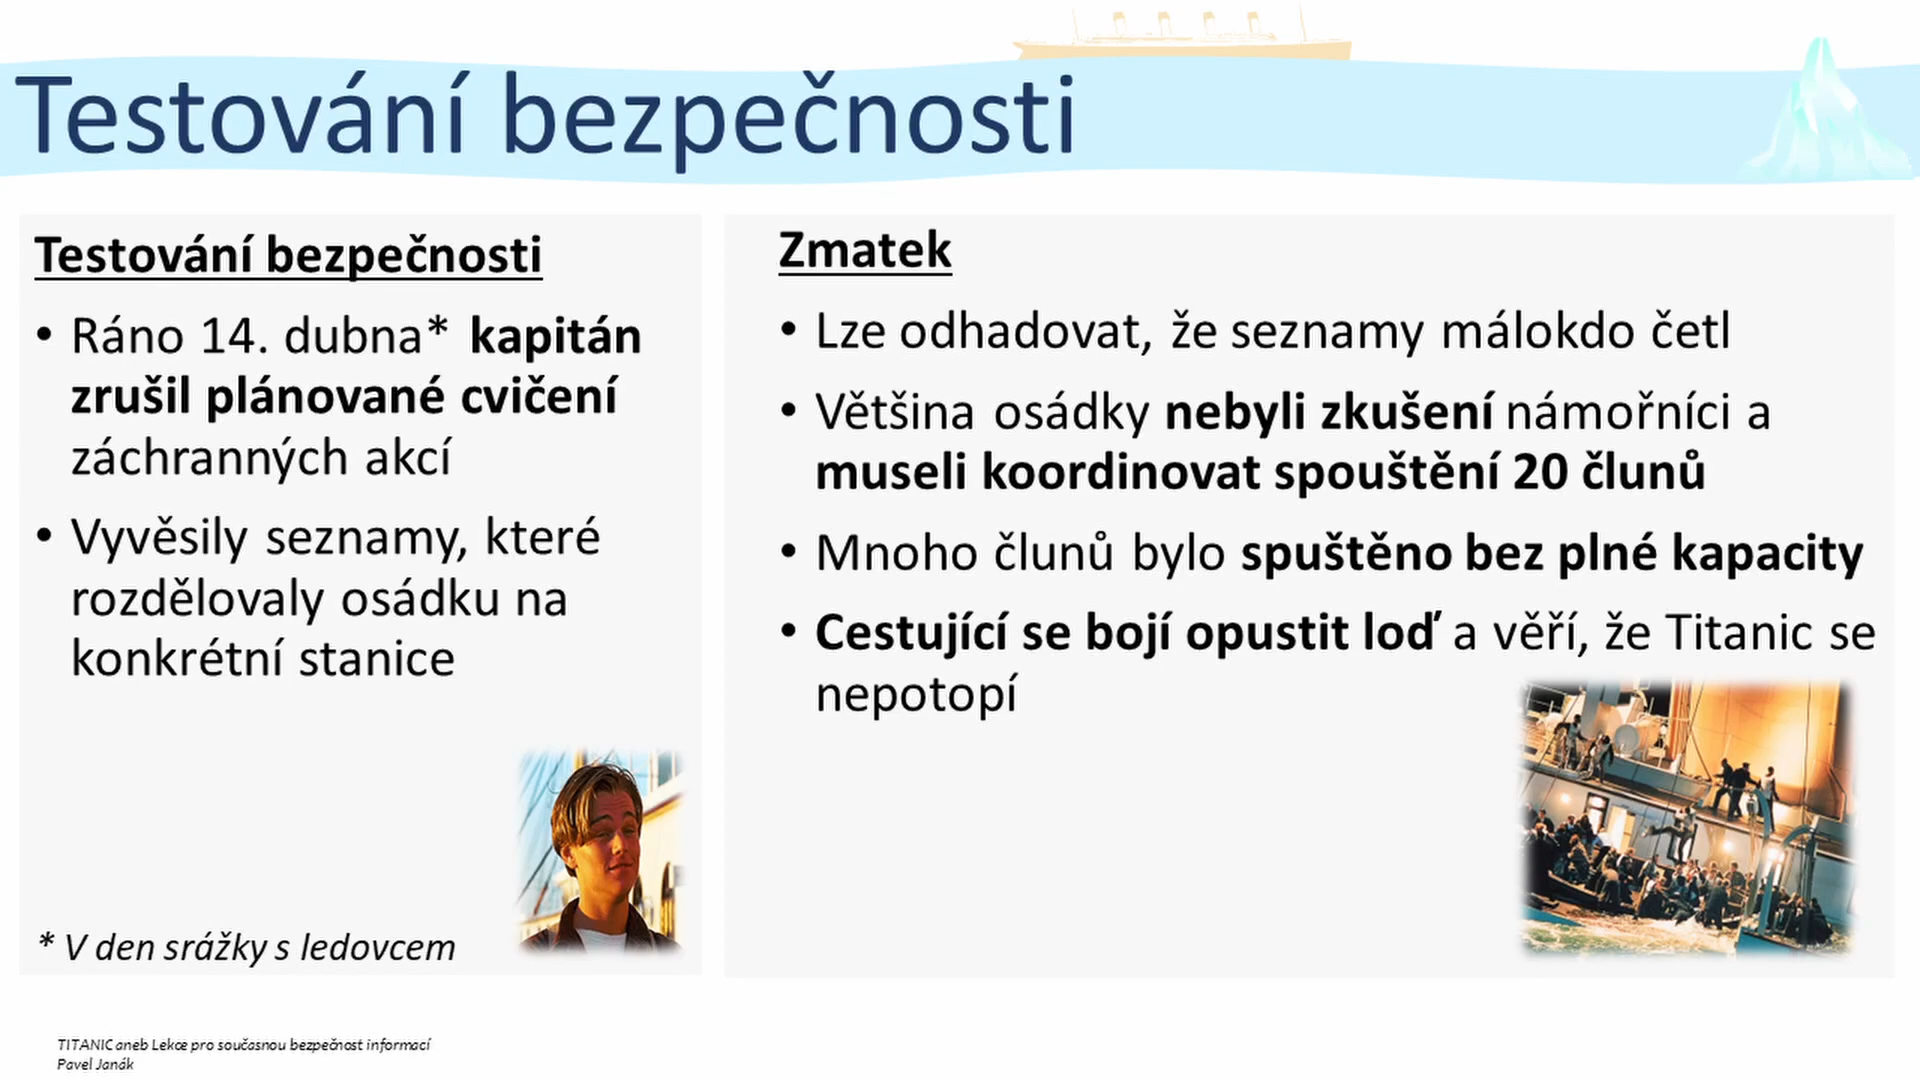 Testování bezpečnosti
Testování bezpečnosti
• Ráno 14. dubna* kapitán
zrušil plánované cvičení
záchranných akcí
• Vyvěsily seznamy, které
rozdělovaly osádku na
konkrétní stanice
* V den srážky s ledovcem
Zmatek
• Lze odhadovat, že seznamy málokdo četl
• Většina osádky nebyli zkušení námořníci a
museli koordinovat spouštění 20 člunů
• Mnoho člunů bylo spuštěno bez plné kapacity
• Cestující se bojí opustit loď a věří, že Titanic se
nepotopí
TITANIC aneb Lekce pro současnou bezpečnost informací
Pavel Janák